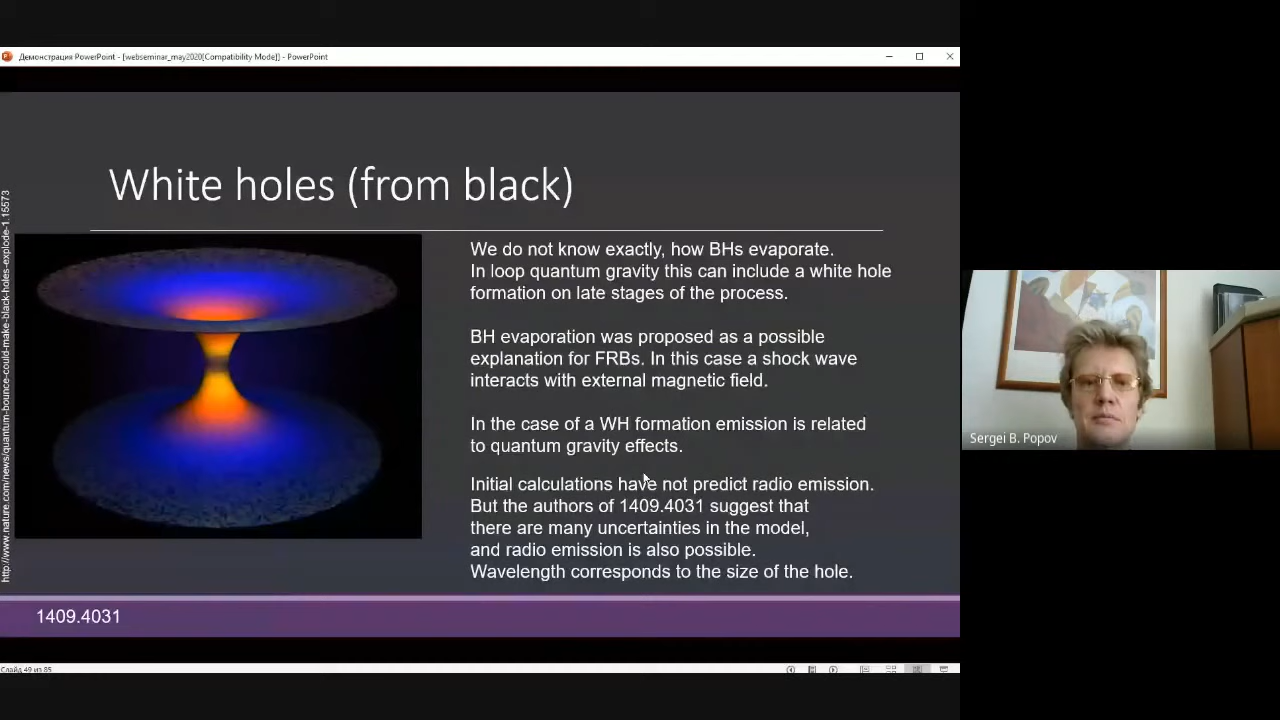 Демонстрация PowerPoint - [webseminar_may2020[Compatibility Mode]] - PowerPoint
White holes (from black)
http://www.nature.com/news/quantum-bounce-could-make-black-holes-explode-1.15573
We do not know exactly, how BHs evaporate.
In loop quantum gravity this can include a white hole
formation on late stages of the process.
BH evaporation was proposed as a possible
explanation for FRBs. In this case a shock wave
interacts with external magnetic field.
In the case of a WH formation emission is related
to quantum gravity effects.
Initial calculations have not predict radio emission.
But the authors of 1409.4031 suggest that
there are many uncertainties in the model,
and radio emission is also possible.
Wavelength corresponds to the size of the hole.
1409.4031
Слайд 49 из 85
Sergei B. Popov